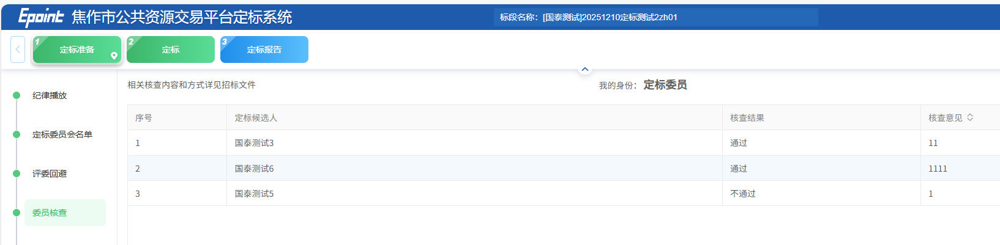 Epoint 焦作市公共资源交易平台定标系统 标段名称：[国泰测试]20251210定标测试2zh01
1 定标准备 2 定标 3 定标报告
相关核查内容和方式详见招标文件 我的身份： 定标委员
纪律播放
定标委员会名单
评委回避
委员核查
序号 定标候选人 核查结果 核查意见
1 国泰测试3 通过 11
2 国泰测试6 通过 1111
3 国泰测试5 不通过 1